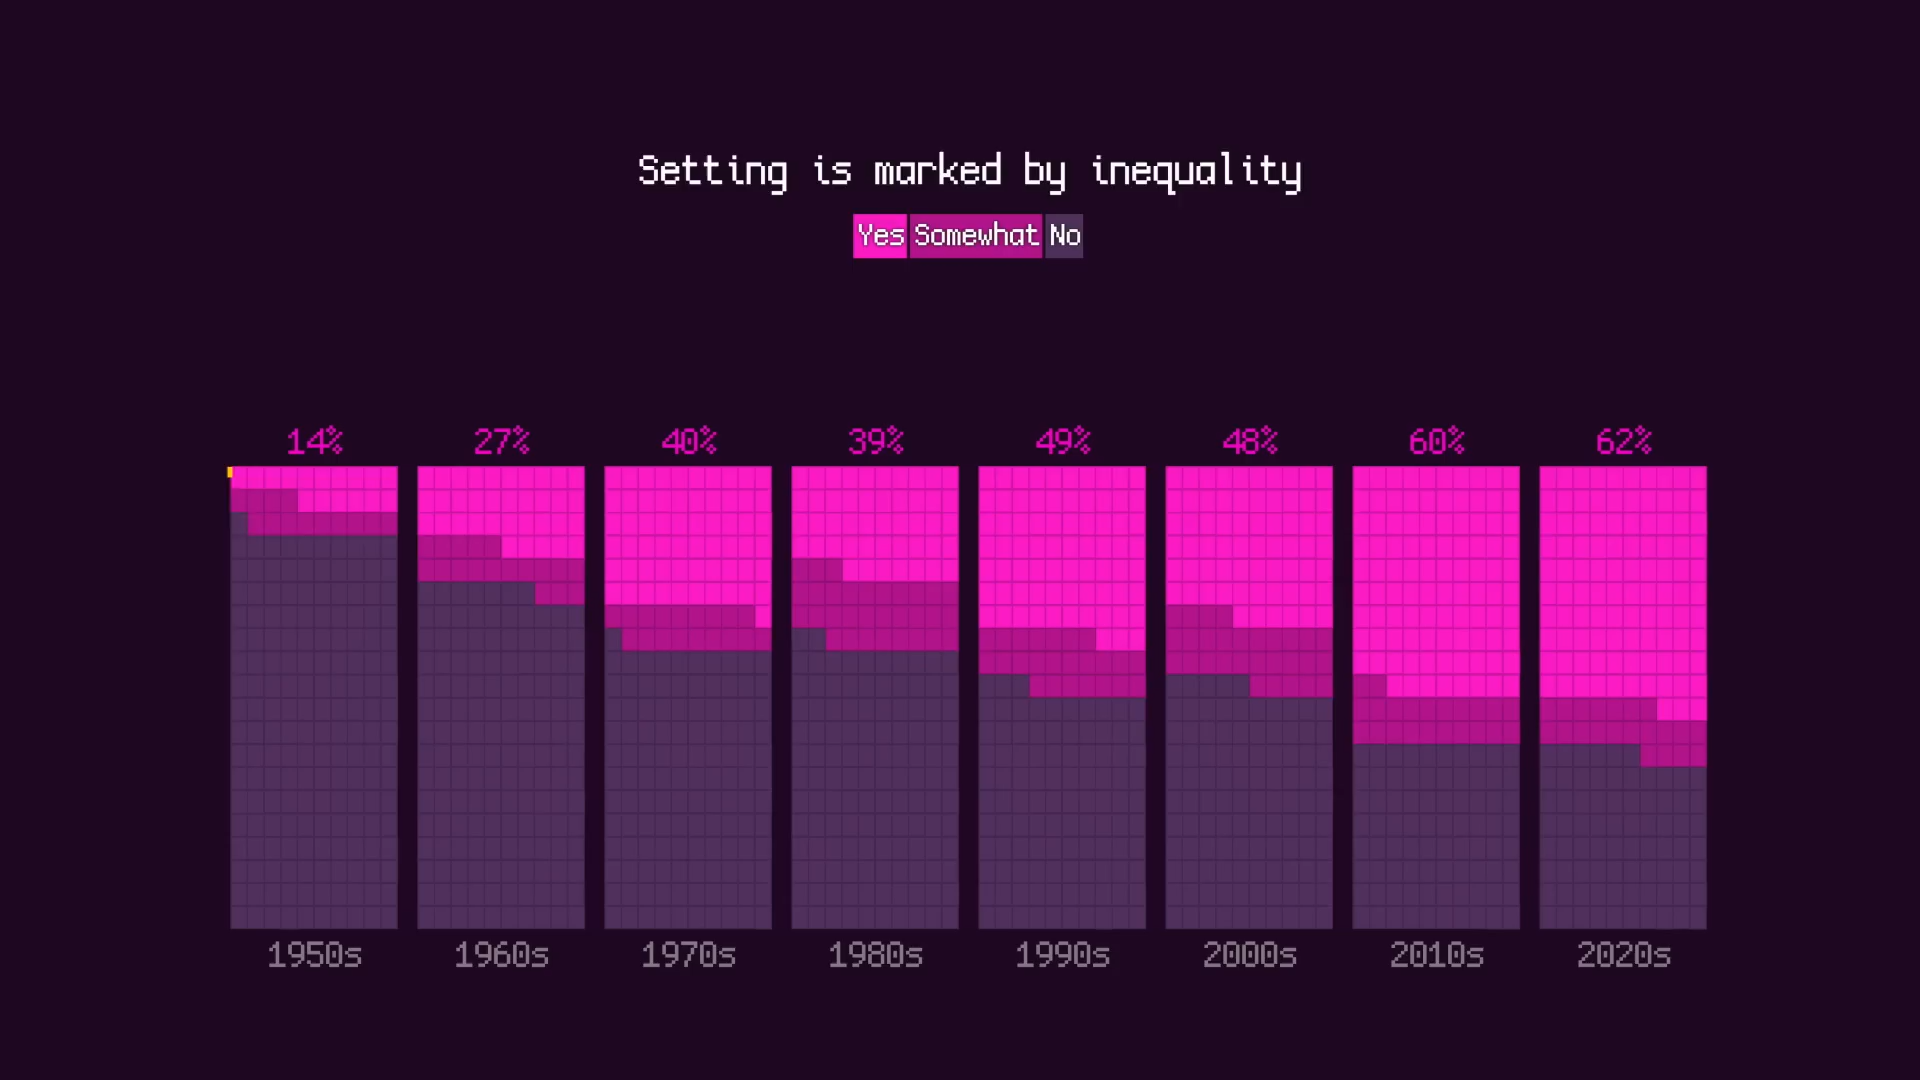 Setting is marked by inequality
Yes Somewhat No
14% 27% 40% 39% 49% 48% 60% 62%
1950s 1960s 1970s 1980s 1990s 2000s 2010s 2020s